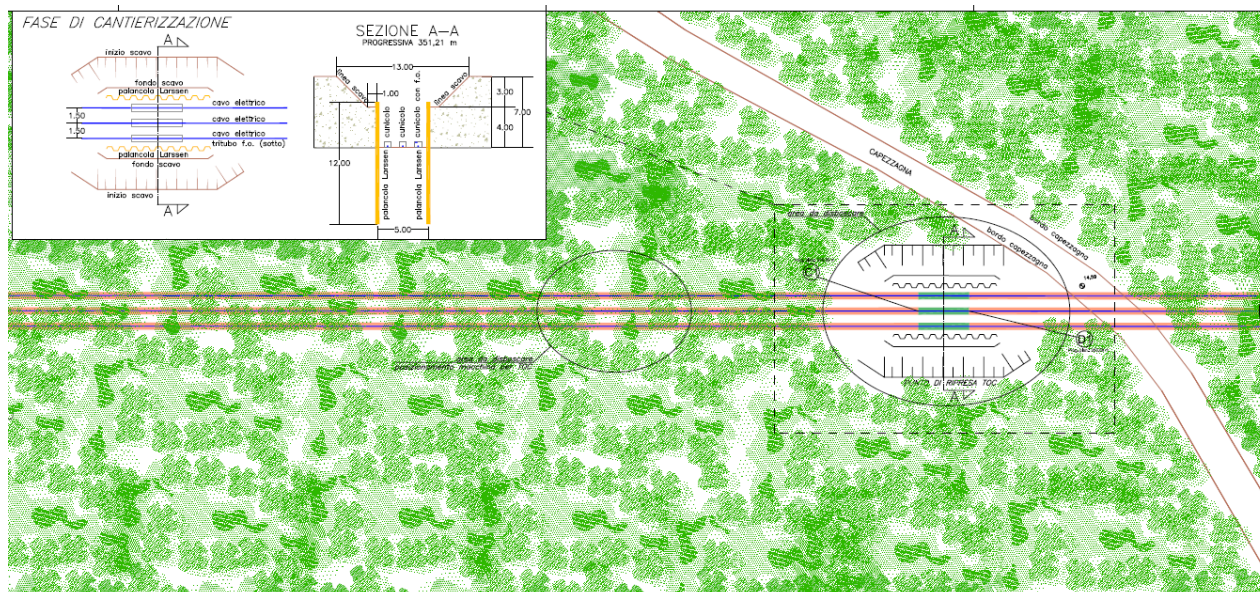 FASE DI CANTIERIZZAZIONE
A
inizio scavo
fondo scavo
palancola Larssen
cavo elettrico
1.50
cavo elettrico
1.50
cavo elettrico
tritubo f.o. (sotto)
palancola Larssen
fondo scavo
inizio scavo
A
SEZIONE A—A
PROGRESSIVA 351,21 m
13.00
linea scavo
linea scavo
1.00
3.00
7.00
4.00
12.00
cunicolo
cunicolo
cunicolo con f.o.
palancola Larssen
palancola Larssen
5.00
CAPEZZAGNA
bordo capezzagna
bordo capezzagna
area da disboscare
A
14,98
area da disboscare
posizionamento macchina per TOC
PUNTO DI RIPRESA TOC
A